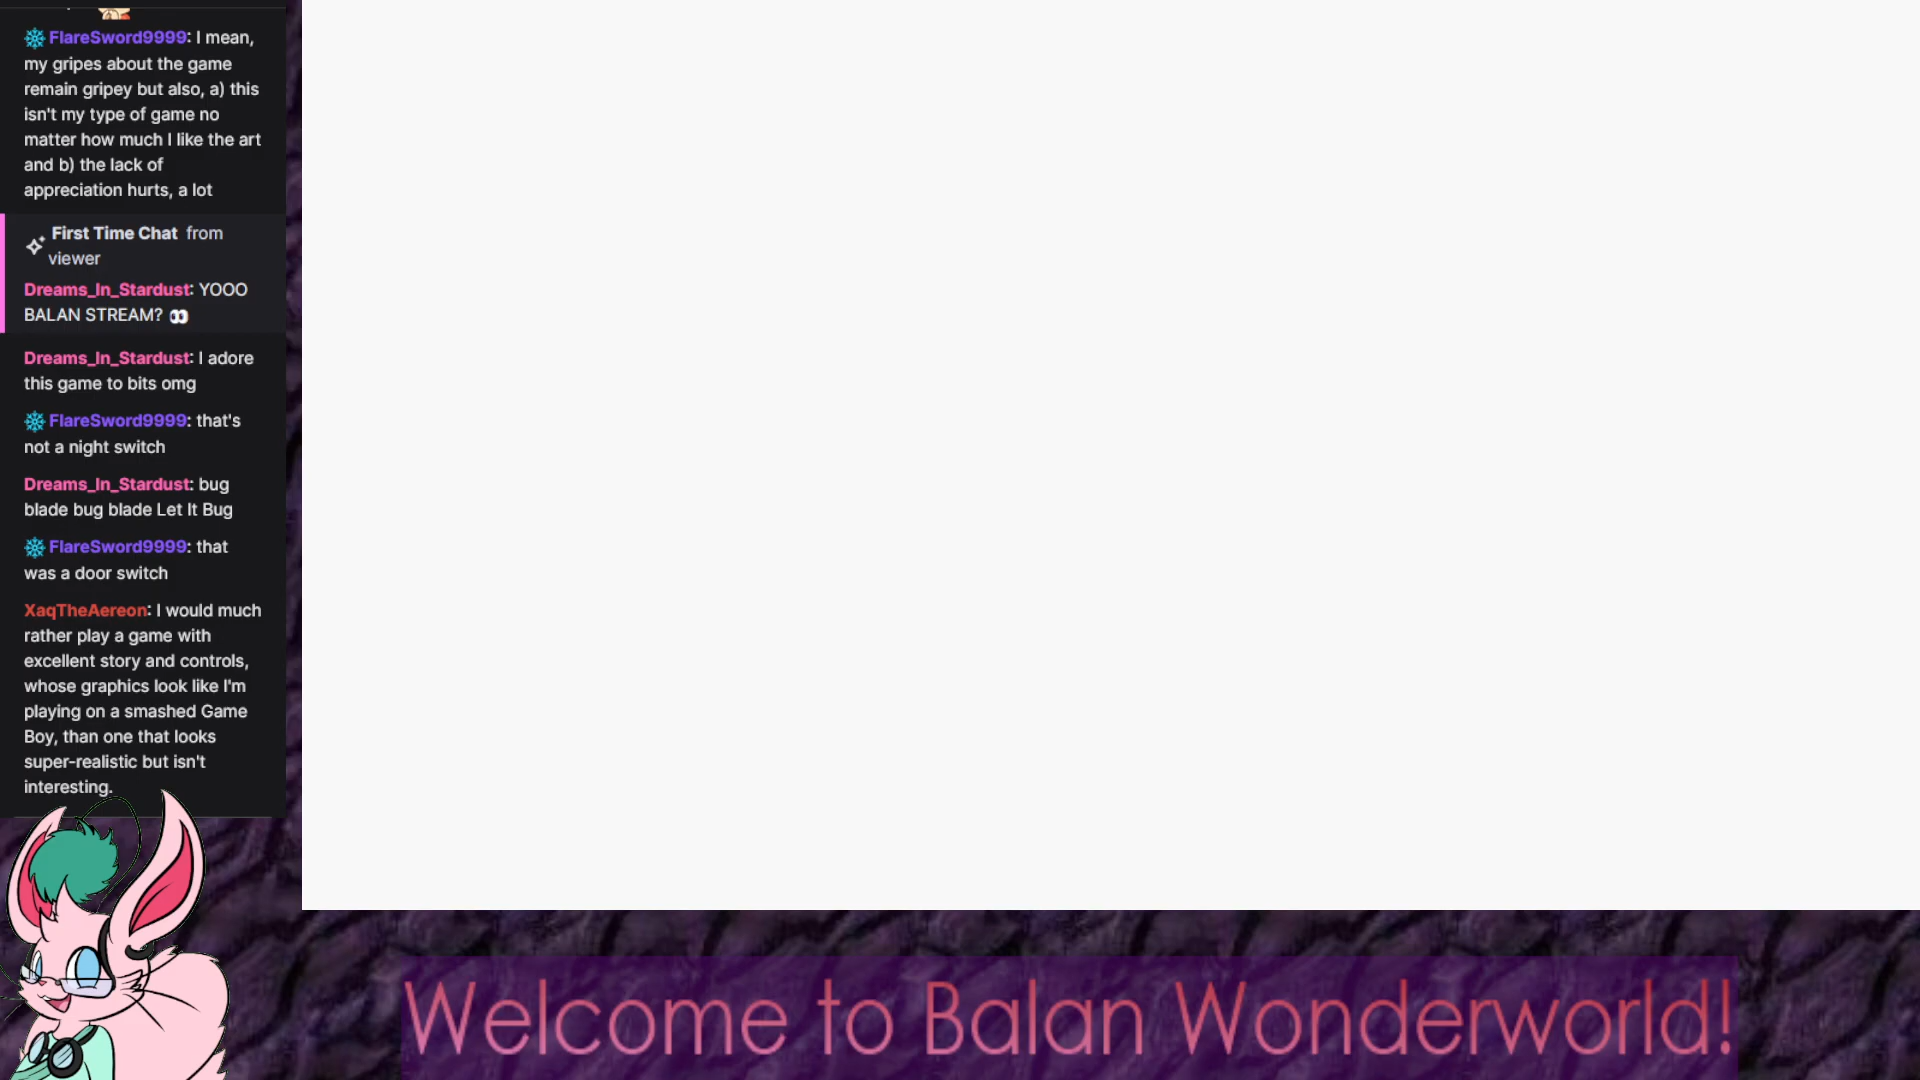 FlareSword9999: I mean,
my gripes about the game
remain gripey but also, a) this
isn't my type of game no
matter how much I like the art
and b) the lack of
appreciation hurts, a lot
First Time Chat from
viewer
Dreams_In_Stardust: YOOO
BALAN STREAM? 👀
Dreams_In_Stardust: I adore
this game to bits omg
FlareSword9999: that's
not a night switch
Dreams_In_Stardust: bug
blade bug blade Let It Bug
FlareSword9999: that
was a door switch
XaqTheAereon: I would much
rather play a game with
excellent story and controls,
whose graphics look like I'm
playing on a smashed Game
Boy, than one that looks
super-realistic but isn't
interesting.
Welcome to Balan Wonderworld!